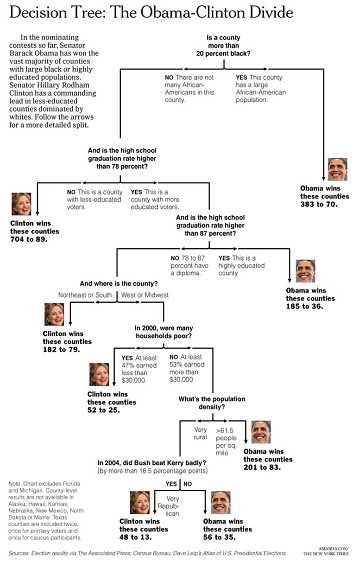 Decision Tree: The Obama-Clinton Divide
In the nominating
contests so far, Senator
Barack Obama has won the
vast majority of counties
with large black or highly
educated populations.
Senator Hillary Rodham
Clinton has a commanding
lead in less-educated
counties dominated by
whites. Follow the arrows
for a more detailed split.
Is a county
more than
20 percent black?
NO There are not
many African-
Americans in this
county.
YES This county
has a large
African-American
population.
And is the high school
graduation rate higher
than 78 percent?
Obama wins
these counties
383 to 70.
NO This is a county
with less-educated
voters.
YES This is a
county with more
educated voters.
Clinton wins
these counties
704 to 89.
And is the high school
graduation rate higher
than 87 percent?
NO 78 to 87
percent have
a diploma.
YES This is a
highly educated
county.
Obama wins
these counties
185 to 36.
And where is the county?
Northeast or South
West or Midwest
Clinton wins
these counties
182 to 79.
In 2000, were many
households poor?
YES At least
47% earned
less than
$30,000.
NO At least
53% earned
more than
$30,000.
Clinton wins
these counties
52 to 25.
What's the population
density?
Very
rural
>61.5
people
per sq.
mile
Obama wins
these counties
201 to 83.
In 2004, did Bush beat Kerry badly?
(by more than 16.5 percentage points)
YES
NO
Very
Repub-
lican
Clinton wins
these counties
48 to 13.
Obama wins
these counties
56 to 35.
Note: Chart excludes Florida
and Michigan. County-level
results are not available in
Alaska, Hawaii, Kansas,
Nebraska, New Mexico, North
Dakota or Maine. Texas
counties are included twice;
once for primary voters and
once for caucus participants.
Sources: Election results via The Associated Press; Census Bureau; Dave Leip's Atlas of U.S. Presidential Elections
AMANDA COX/
THE NEW YORK TIMES